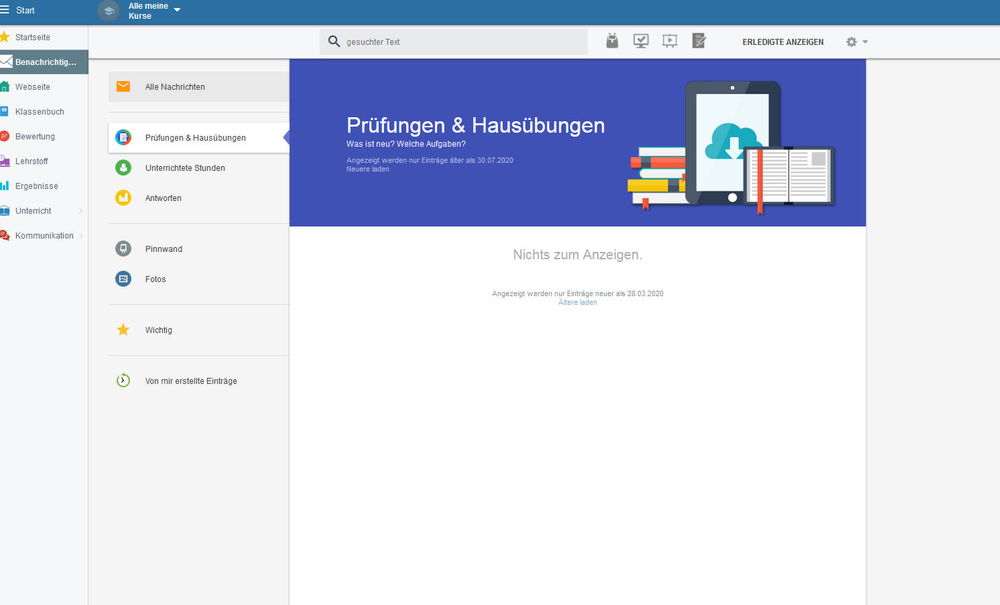 Start
Alle meine
Kurse
Startseite
Benachrichtig...
Webseite
Klassenbuch
Bewertung
Lehrstoff
Ergebnisse
Unterricht
Kommunikation
gesuchter Text
ERLEDIGTE ANZEIGEN
Alle Nachrichten
Prüfungen & Hausübungen
Unterrichtete Stunden
Antworten
Pinnwand
Fotos
Wichtig
Von mir erstellte Einträge
Prüfungen & Hausübungen
Was ist neu? Welche Aufgaben?
Angezeigt werden nur Einträge älter als 30.07.2020
Neuere laden
Nichts zum Anzeigen.
Angezeigt werden nur Einträge neuer als 28.03.2020
Ältere laden